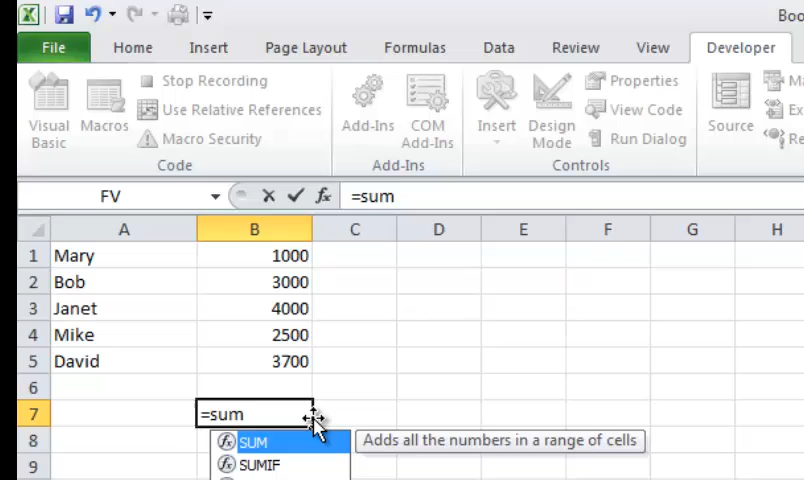 Boo
File Home Insert Page Layout Formulas Data Review View Developer
Stop Recording Properties
Use Relative References View Code
Macro Security Run Dialog
Visual Basic Macros Add-Ins COM Add-Ins Insert Design Mode Source
Code Add-Ins Controls
FV fx =sum
A B C D E F G H
1 Mary 1000
2 Bob 3000
3 Janet 4000
4 Mike 2500
5 David 3700
6
7 =sum
8 fx SUM Adds all the numbers in a range of cells
9 fx SUMIF